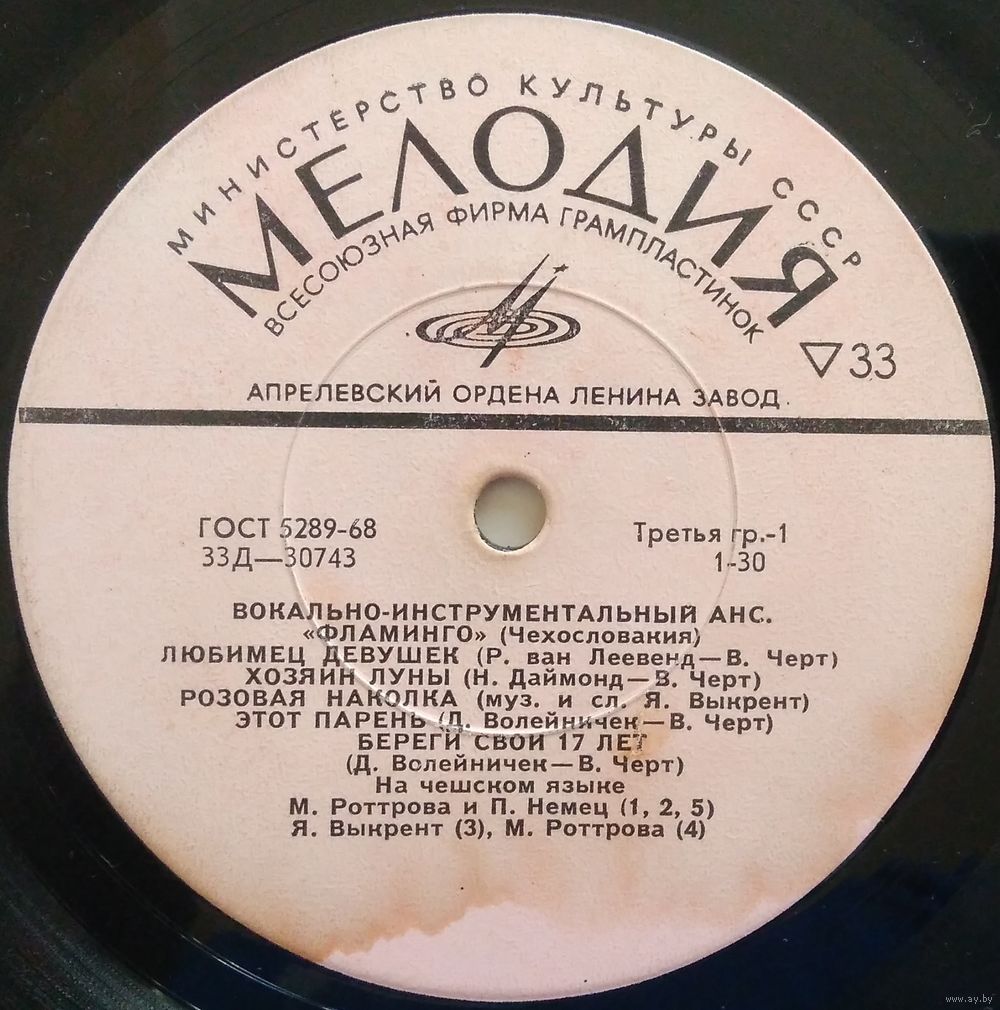 МИНИСТЕРСТВО КУЛЬТУРЫ СССР
МЕЛОДИЯ
ВСЕСОЮЗНАЯ ФИРМА ГРАМПЛАСТИНОК
▽33
АПРЕЛЕВСКИЙ ОРДЕНА ЛЕНИНА ЗАВОД
ГОСТ 5289-68 Третья гр.-1
33Д—30743 1-30
ВОКАЛЬНО-ИНСТРУМЕНТАЛЬНЫЙ АНС.
«ФЛАМИНГО» (Чехословакия)
ЛЮБИМЕЦ ДЕВУШЕК (Р. ван Леевенд—В. Черт)
ХОЗЯИН ЛУНЫ (Н. Даймонд—В. Черт)
РОЗОВАЯ НАКОЛКА (муз. и сл. Я. Выкрент)
ЭТОТ ПАРЕНЬ (Д. Волейничек—В. Черт)
БЕРЕГИ СВОИ 17 ЛЕТ
(Д. Волейничек—В. Черт)
На чешском языке
М. Роттрова и П. Немец (1, 2, 5)
Я. Выкрент (3), М. Роттрова (4)
www.ay.by